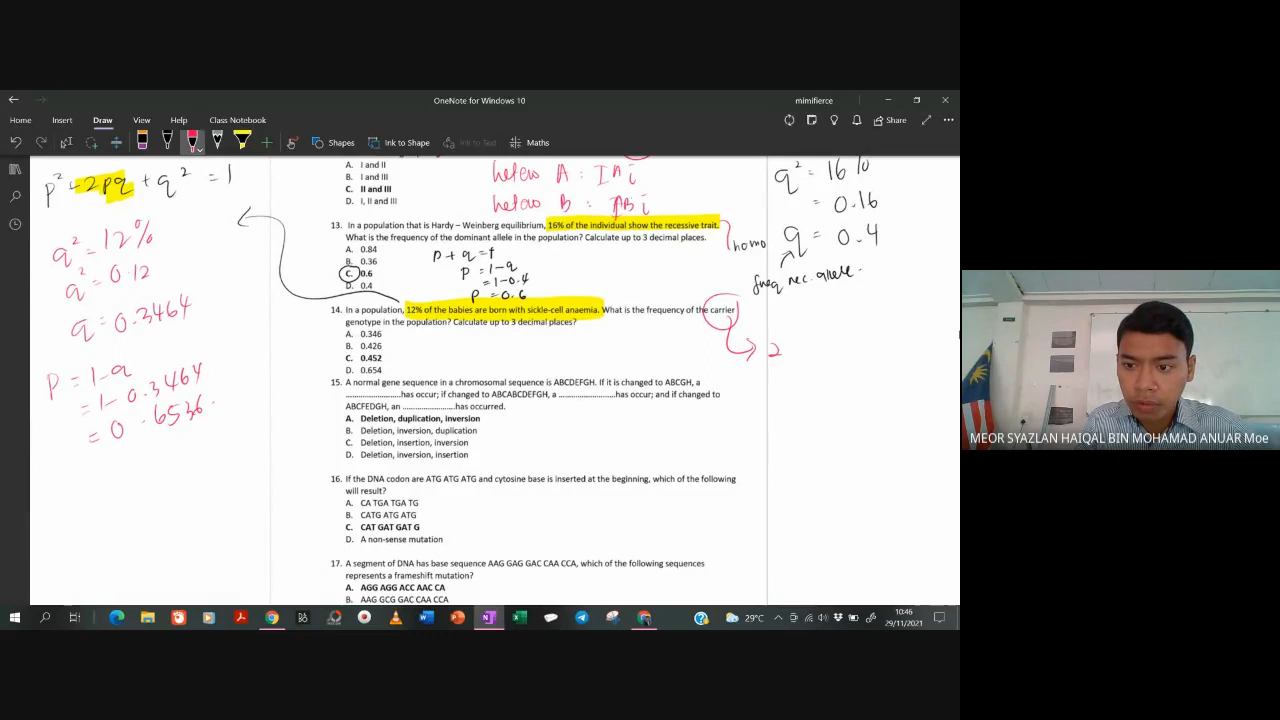 OneNote for Windows 10
mimifierce
Home
Insert
Draw
View
Help
Class Notebook
Share
Shapes
Ink to Shape
Ink to Text
Maths
p² + 2pq + q² = 1
q² = 12%
q² = 0.12
q = 0.3464
P = 1-q
= 1-0.3464
= 0.6536.
A. I and II
B. I and III
C. II and III
D. I, II and III
hetero A : IAi
hetero B : IBi
13. In a population that is Hardy – Weinberg equilibrium, 16% of the individual show the recessive trait.
What is the frequency of the dominant allele in the population? Calculate up to 3 decimal places.
A. 0.84
B. 0.36
C. 0.6
D. 0.4
P + q = 1
P = 1-q
= 1-0.4
P = 0.6
homo
q² = 16%
= 0.16
q = 0.4
freq rec. allele.
14. In a population, 12% of the babies are born with sickle-cell anaemia. What is the frequency of the carrier
genotype in the population? Calculate up to 3 decimal places?
A. 0.346
B. 0.426
C. 0.452
D. 0.654
2
15. A normal gene sequence in a chromosomal sequence is ABCDEFGH. If it is changed to ABCGH, a
...........................has occur; if changed to ABCABCDEFGH, a ...........................has occur; and if changed to
ABCFEDGH, an ..........................has occurred.
A. Deletion, duplication, inversion
B. Deletion, inversion, duplication
C. Deletion, insertion, inversion
D. Deletion, inversion, insertion
16. If the DNA codon are ATG ATG ATG and cytosine base is inserted at the beginning, which of the following
will result?
A. CA TGA TGA TG
B. CATG ATG ATG
C. CAT GAT GAT G
D. A non-sense mutation
17. A segment of DNA has base sequence AAG GAG GAC CAA CCA, which of the following sequences
represents a frameshift mutation?
A. AGG AGG ACC AAC CA
B. AAG GCG GAC CAA CCA
MEOR SYAZLAN HAIQAL BIN MOHAMAD ANUAR Moe
29°C
10:46
29/11/2021